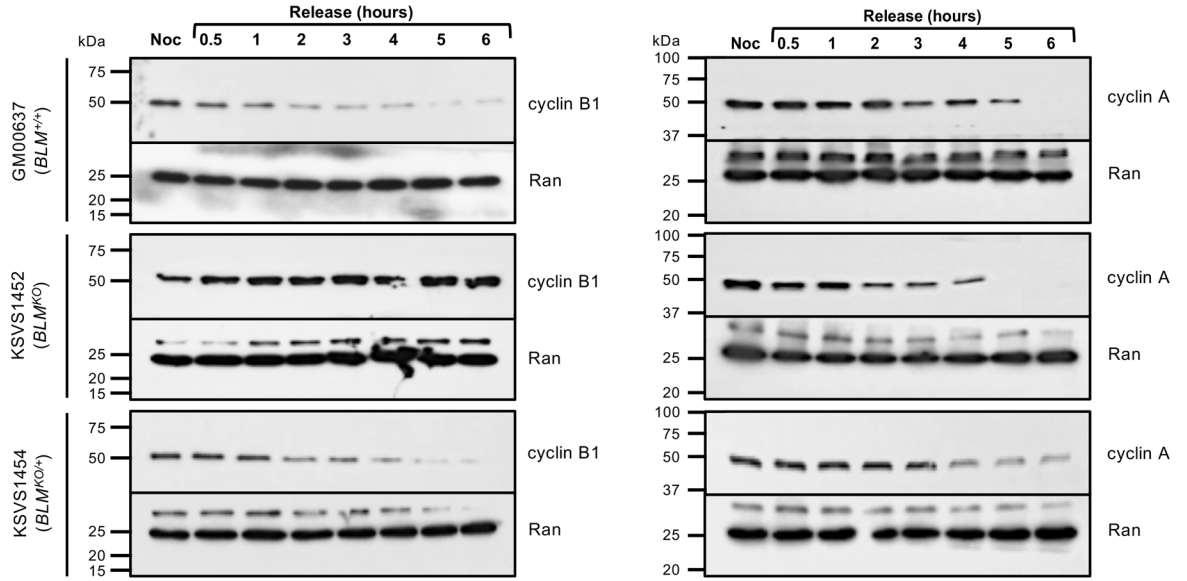 Release (hours)
kDa Noc 0.5 1 2 3 4 5 6
GM00637
(BLM+/+)
75
50
cyclin B1
25
20
15
Ran
KSVS1452
(BLMKO)
75
50
cyclin B1
25
20
15
Ran
KSVS1454
(BLMKO/+)
75
50
cyclin B1
25
20
15
Ran
Release (hours)
kDa Noc 0.5 1 2 3 4 5 6
100
75
50
cyclin A
37
25
Ran
20
100
75
50
cyclin A
37
25
Ran
20
100
75
50
cyclin A
37
25
Ran
20